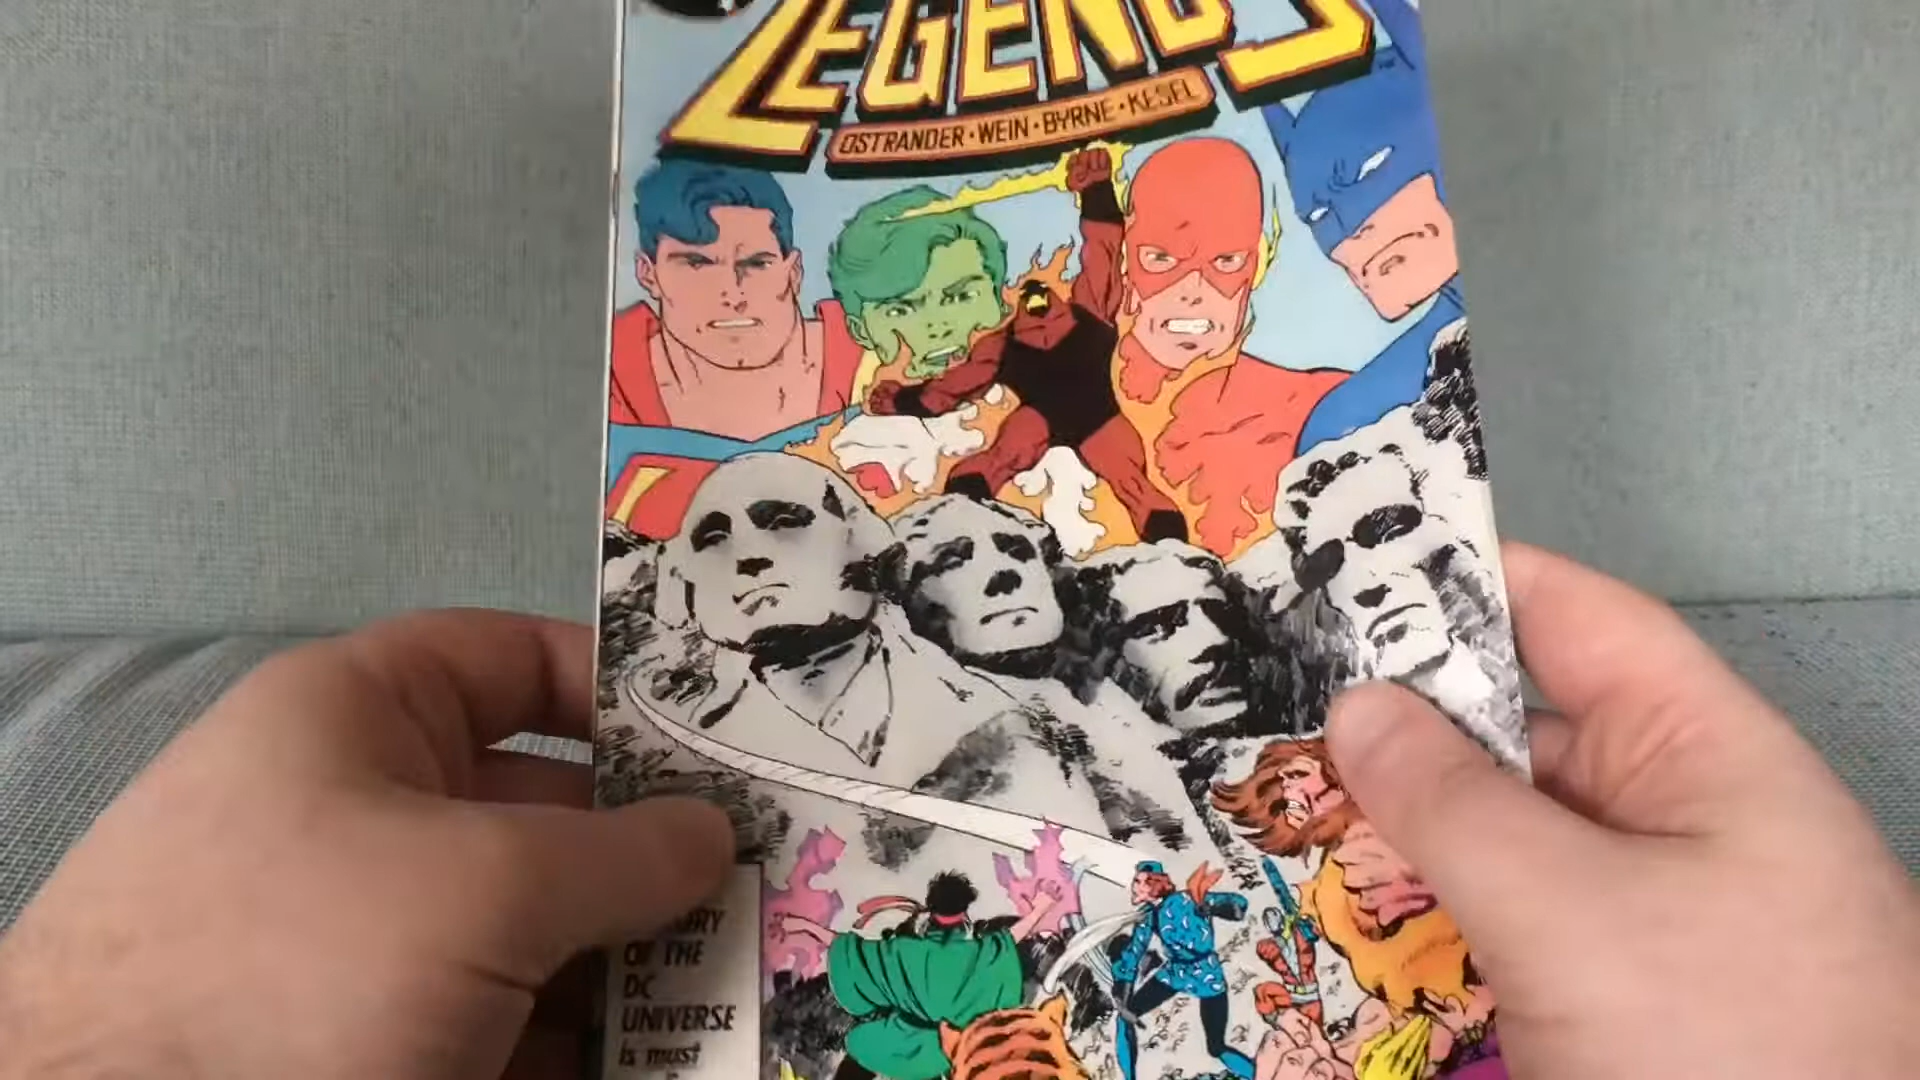 LEGENDS
OSTRANDER • WEIN • BYRNE • KESEL
OF THE
DC
UNIVERSE
is must